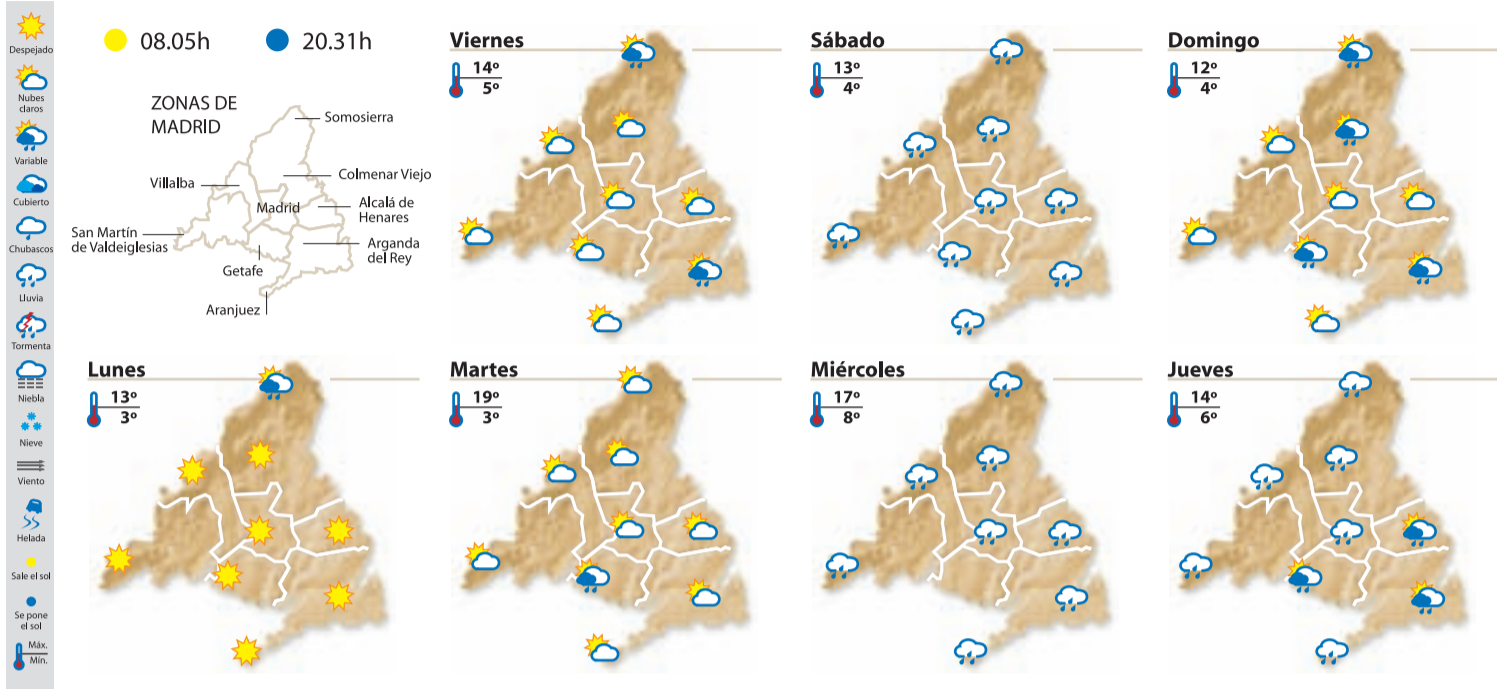 Despejado
Nubes
claros
Variable
Cubierto
Chubascos
Lluvia
Tormenta
Niebla
Nieve
Viento
Helada
Sale el sol
Se pone
el sol
Máx.
Mín.
08.05h
20.31h
ZONAS DE
MADRID
Somosierra
Colmenar Viejo
Villalba
Madrid
Alcalá de
Henares
San Martín
de Valdeiglesias
Arganda
del Rey
Getafe
Aranjuez
Viernes
14º
5º
Sábado
13º
4º
Domingo
12º
4º
Lunes
13º
3º
Martes
19º
3º
Miércoles
17º
8º
Jueves
14º
6º